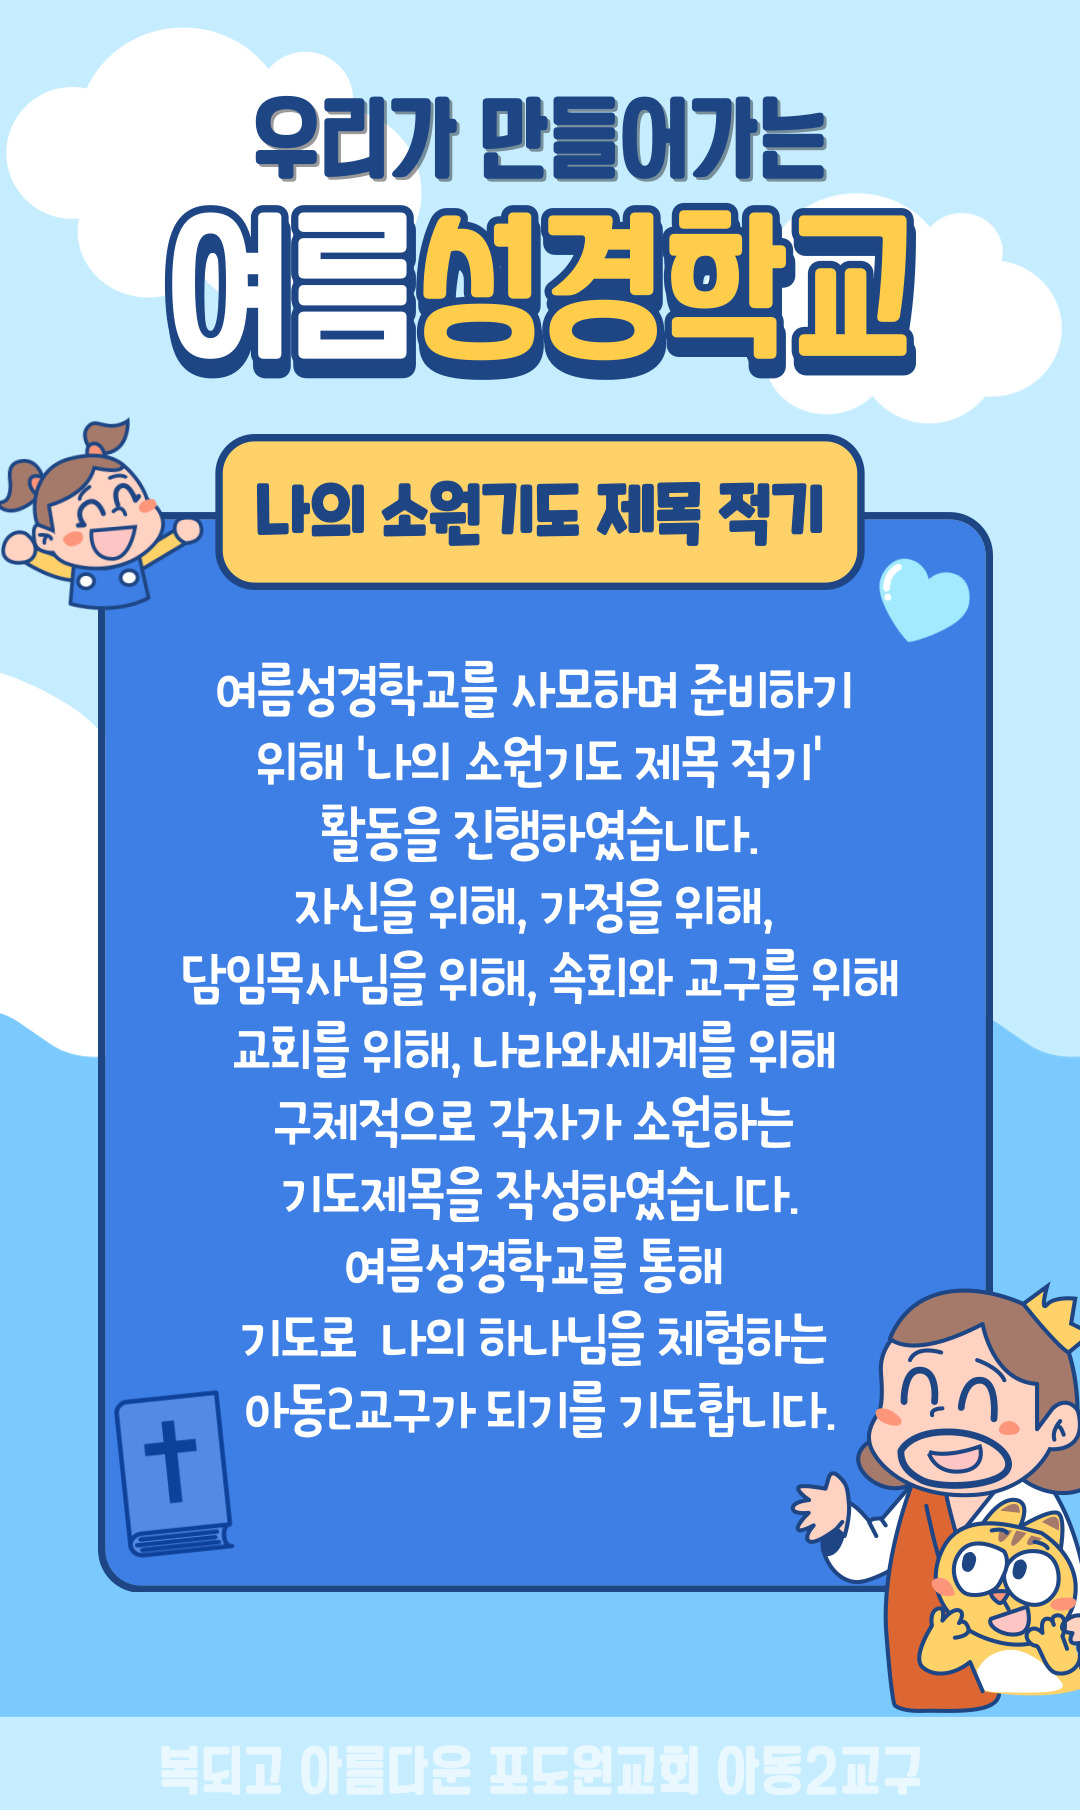 우리가 만들어가는
여름성경학교
나의 소원기도 제목 적기
여름성경학교를 사모하며 준비하기
위해 '나의 소원기도 제목 적기'
활동을 진행하였습니다.
자신을 위해, 가정을 위해,
담임목사님을 위해, 속회와 교구를 위해
교회를 위해, 나라와세계를 위해
구체적으로 각자가 소원하는
기도제목을 작성하였습니다.
여름성경학교를 통해
기도로 나의 하나님을 체험하는
아동2교구가 되기를 기도합니다.
복되고 아름다운 포도원교회 아동2교구